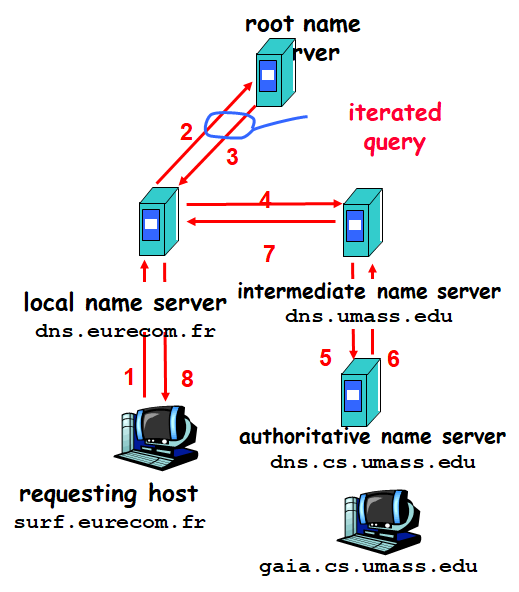 root name
rver
iterated
query
2
3
4
7
local name server
dns.eurecom.fr
intermediate name server
dns.umass.edu
5
6
1
8
authoritative name server
dns.cs.umass.edu
requesting host
surf.eurecom.fr
gaia.cs.umass.edu